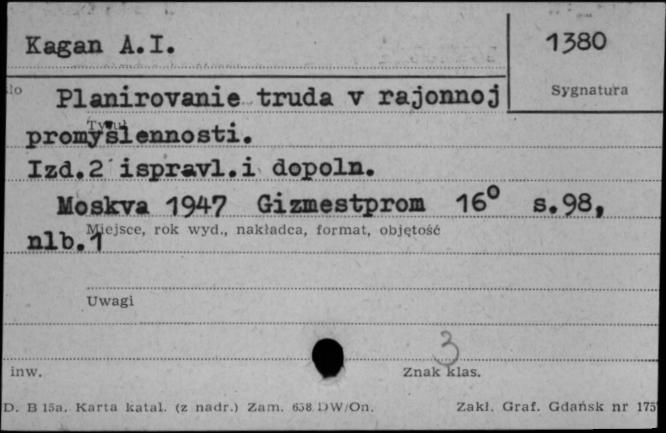 Kagan A.I.
1380
Sygnatura
Planirovanie truda v rajonnoj
Tytuł
promyšlennosti.
Izd.2 ispravl.i dopoln.
Moskva 1947 Gizmestprom 16° s.98,
Miejsce, rok wyd., nakładca, format, objętość
nlb.1
Uwagi
3
inw.
Znak klas.
D. B 15a. Karta katal. (z nadr.) Zam. 658 DW/On.
Zakł. Graf. Gdańsk nr